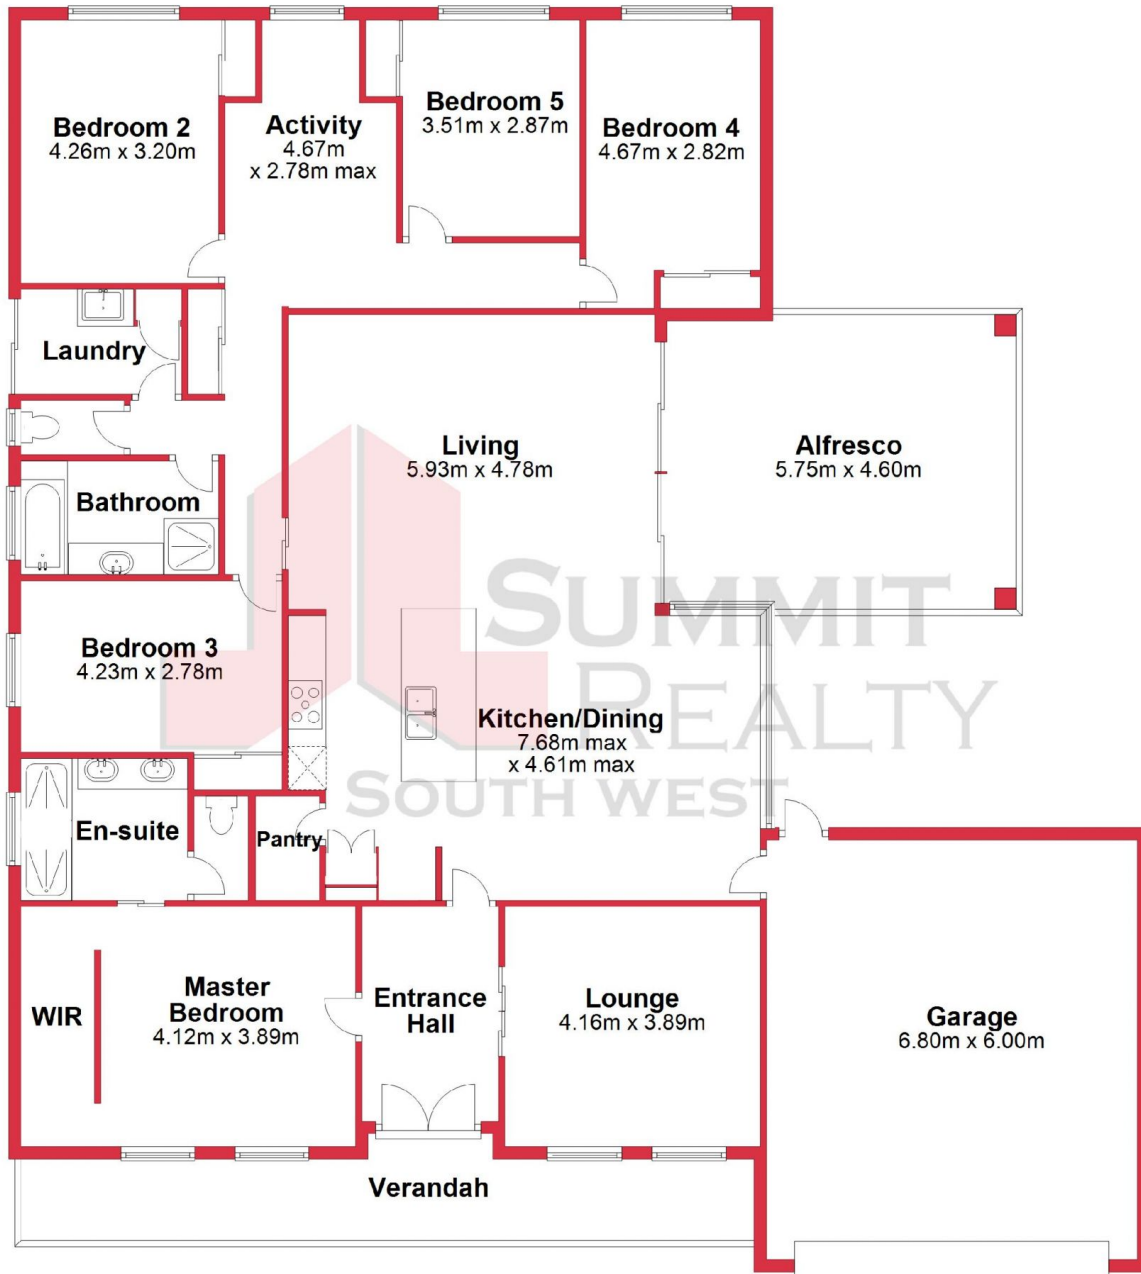 Bedroom 2
4.26m x 3.20m
Activity
4.67m
x 2.78m max
Bedroom 5
3.51m x 2.87m
Bedroom 4
4.67m x 2.82m
Laundry
Living
5.93m x 4.78m
Alfresco
5.75m x 4.60m
Bathroom
Bedroom 3
4.23m x 2.78m
Kitchen/Dining
7.68m max
x 4.61m max
SUMMIT
REALTY
SOUTH WEST
En-suite
Pantry
WIR
Master
Bedroom
4.12m x 3.89m
Entrance
Hall
Lounge
4.16m x 3.89m
Garage
6.80m x 6.00m
Verandah